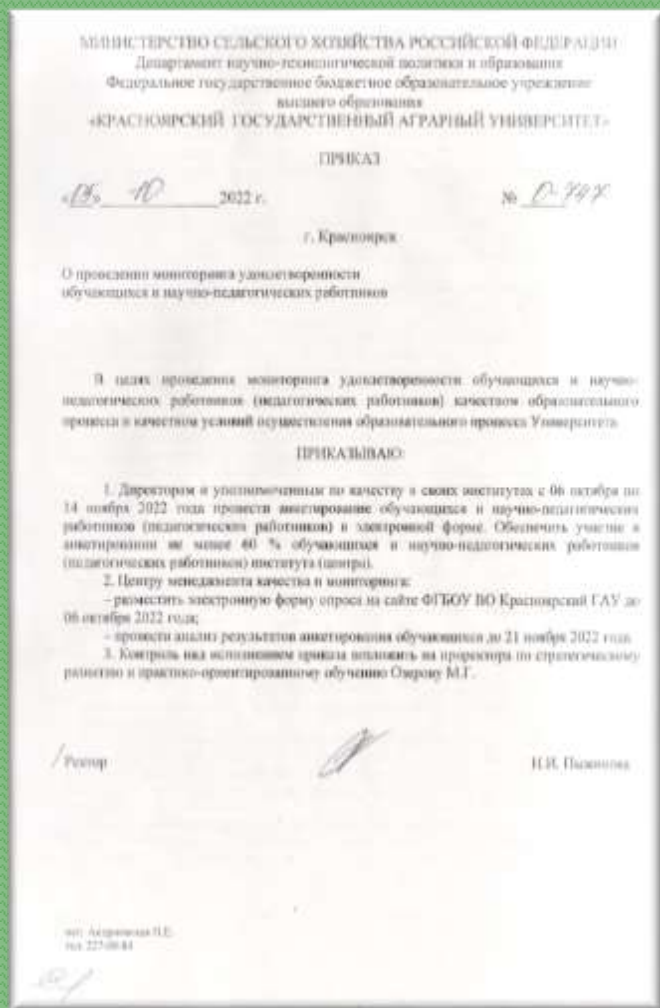 МИНИСТЕРСТВО СЕЛЬСКОГО ХОЗЯЙСТВА РОССИЙСКОЙ ФЕДЕРАЦИИ
Департамент научно-технологической политики и образования
Федеральное государственное бюджетное образовательное учреждение
высшего образования
«КРАСНОЯРСКИЙ ГОСУДАРСТВЕННЫЙ АГРАРНЫЙ УНИВЕРСИТЕТ»
ПРИКАЗ
10 2022 г. № О-747
г. Красноярск
О проведении мониторинга удовлетворенности
обучающихся и научно-педагогических работников
В целях проведения мониторинга удовлетворенности обучающихся и научно-
педагогических работников (педагогических работников) качеством образовательного
процесса и качеством условий осуществления образовательного процесса Университета
ПРИКАЗЫВАЮ:
1. Директорам и уполномоченным по качеству в своих институтах с 06 октября по
14 ноября 2022 года провести анкетирование обучающихся и научно-педагогических
работников (педагогических работников) в электронной форме. Обеспечить участие в
анкетировании не менее 60 % обучающихся и научно-педагогических работников
(педагогических работников) института (центра).
2. Центру менеджмента качества и мониторинга:
– разместить электронную форму опроса на сайте ФГБОУ ВО Красноярский ГАУ до
06 октября 2022 года;
– провести анализ результатов анкетирования обучающихся до 21 ноября 2022 года.
3. Контроль над исполнением приказа возложить на проректора по стратегическому
развитию и практико-ориентированному обучению Озерову М.Г.
Ректор Н.И. Пыжикова